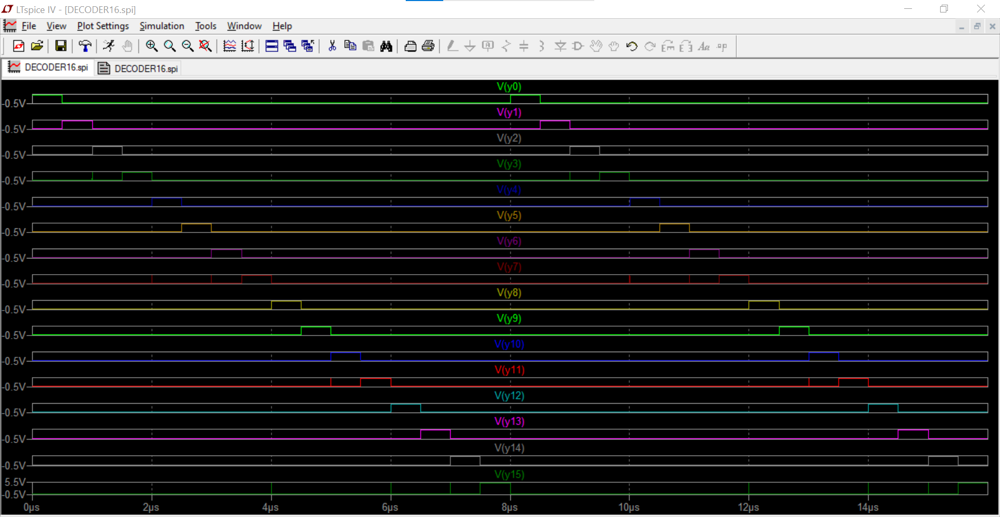 LTspice IV - [DECODER16.spi]
File View Plot Settings Simulation Tools Window Help
DECODER16.spi DECODER16.spi
V(y0)
-0.5V
V(y1)
-0.5V
V(y2)
-0.5V
V(y3)
-0.5V
V(y4)
-0.5V
V(y5)
-0.5V
V(y6)
-0.5V
V(y7)
-0.5V
V(y8)
-0.5V
V(y9)
-0.5V
V(y10)
-0.5V
V(y11)
-0.5V
V(y12)
-0.5V
V(y13)
-0.5V
V(y14)
-0.5V
V(y15)
5.5V
-0.5V
0µs 2µs 4µs 6µs 8µs 10µs 12µs 14µs